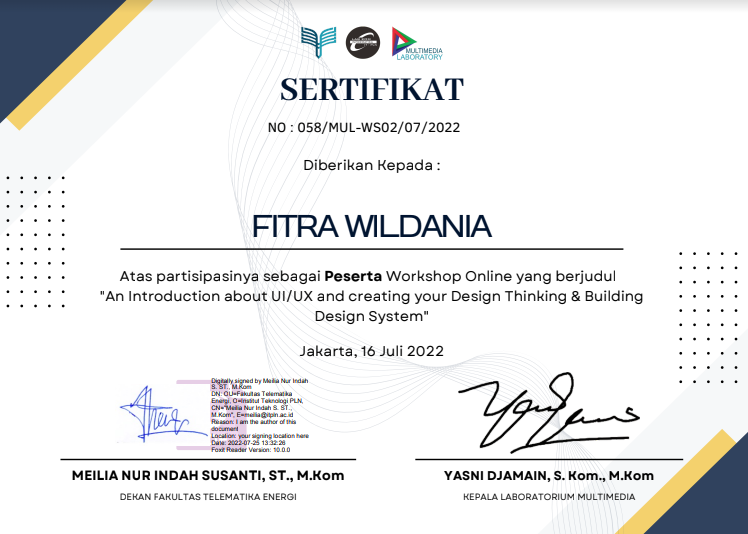 MULTIMEDIA
LABORATORY
SERTIFIKAT
NO : 058/MUL-WS02/07/2022
Diberikan Kepada :
FITRA WILDANIA
Atas partisipasinya sebagai Peserta Workshop Online yang berjudul
"An Introduction about UI/UX and creating your Design Thinking & Building
Design System"
Jakarta, 16 Juli 2022
Digitally signed by Meilia Nur Indah
S. ST., M.Kom
DN: OU=Fakultas Telematika
Energi, O=Institut Teknologi PLN,
CN="Meilia Nur Indah S. ST.,
M.Kom", E=meilia@itpln.ac.id
Reason: I am the author of this
document
Location: your signing location here
Date: 2022-07-25 13:32:26
Foxit Reader Version: 10.0.0
MEILIA NUR INDAH SUSANTI, ST., M.Kom
DEKAN FAKULTAS TELEMATIKA ENERGI
YASNI DJAMAIN, S. Kom., M.Kom
KEPALA LABORATORIUM MULTIMEDIA